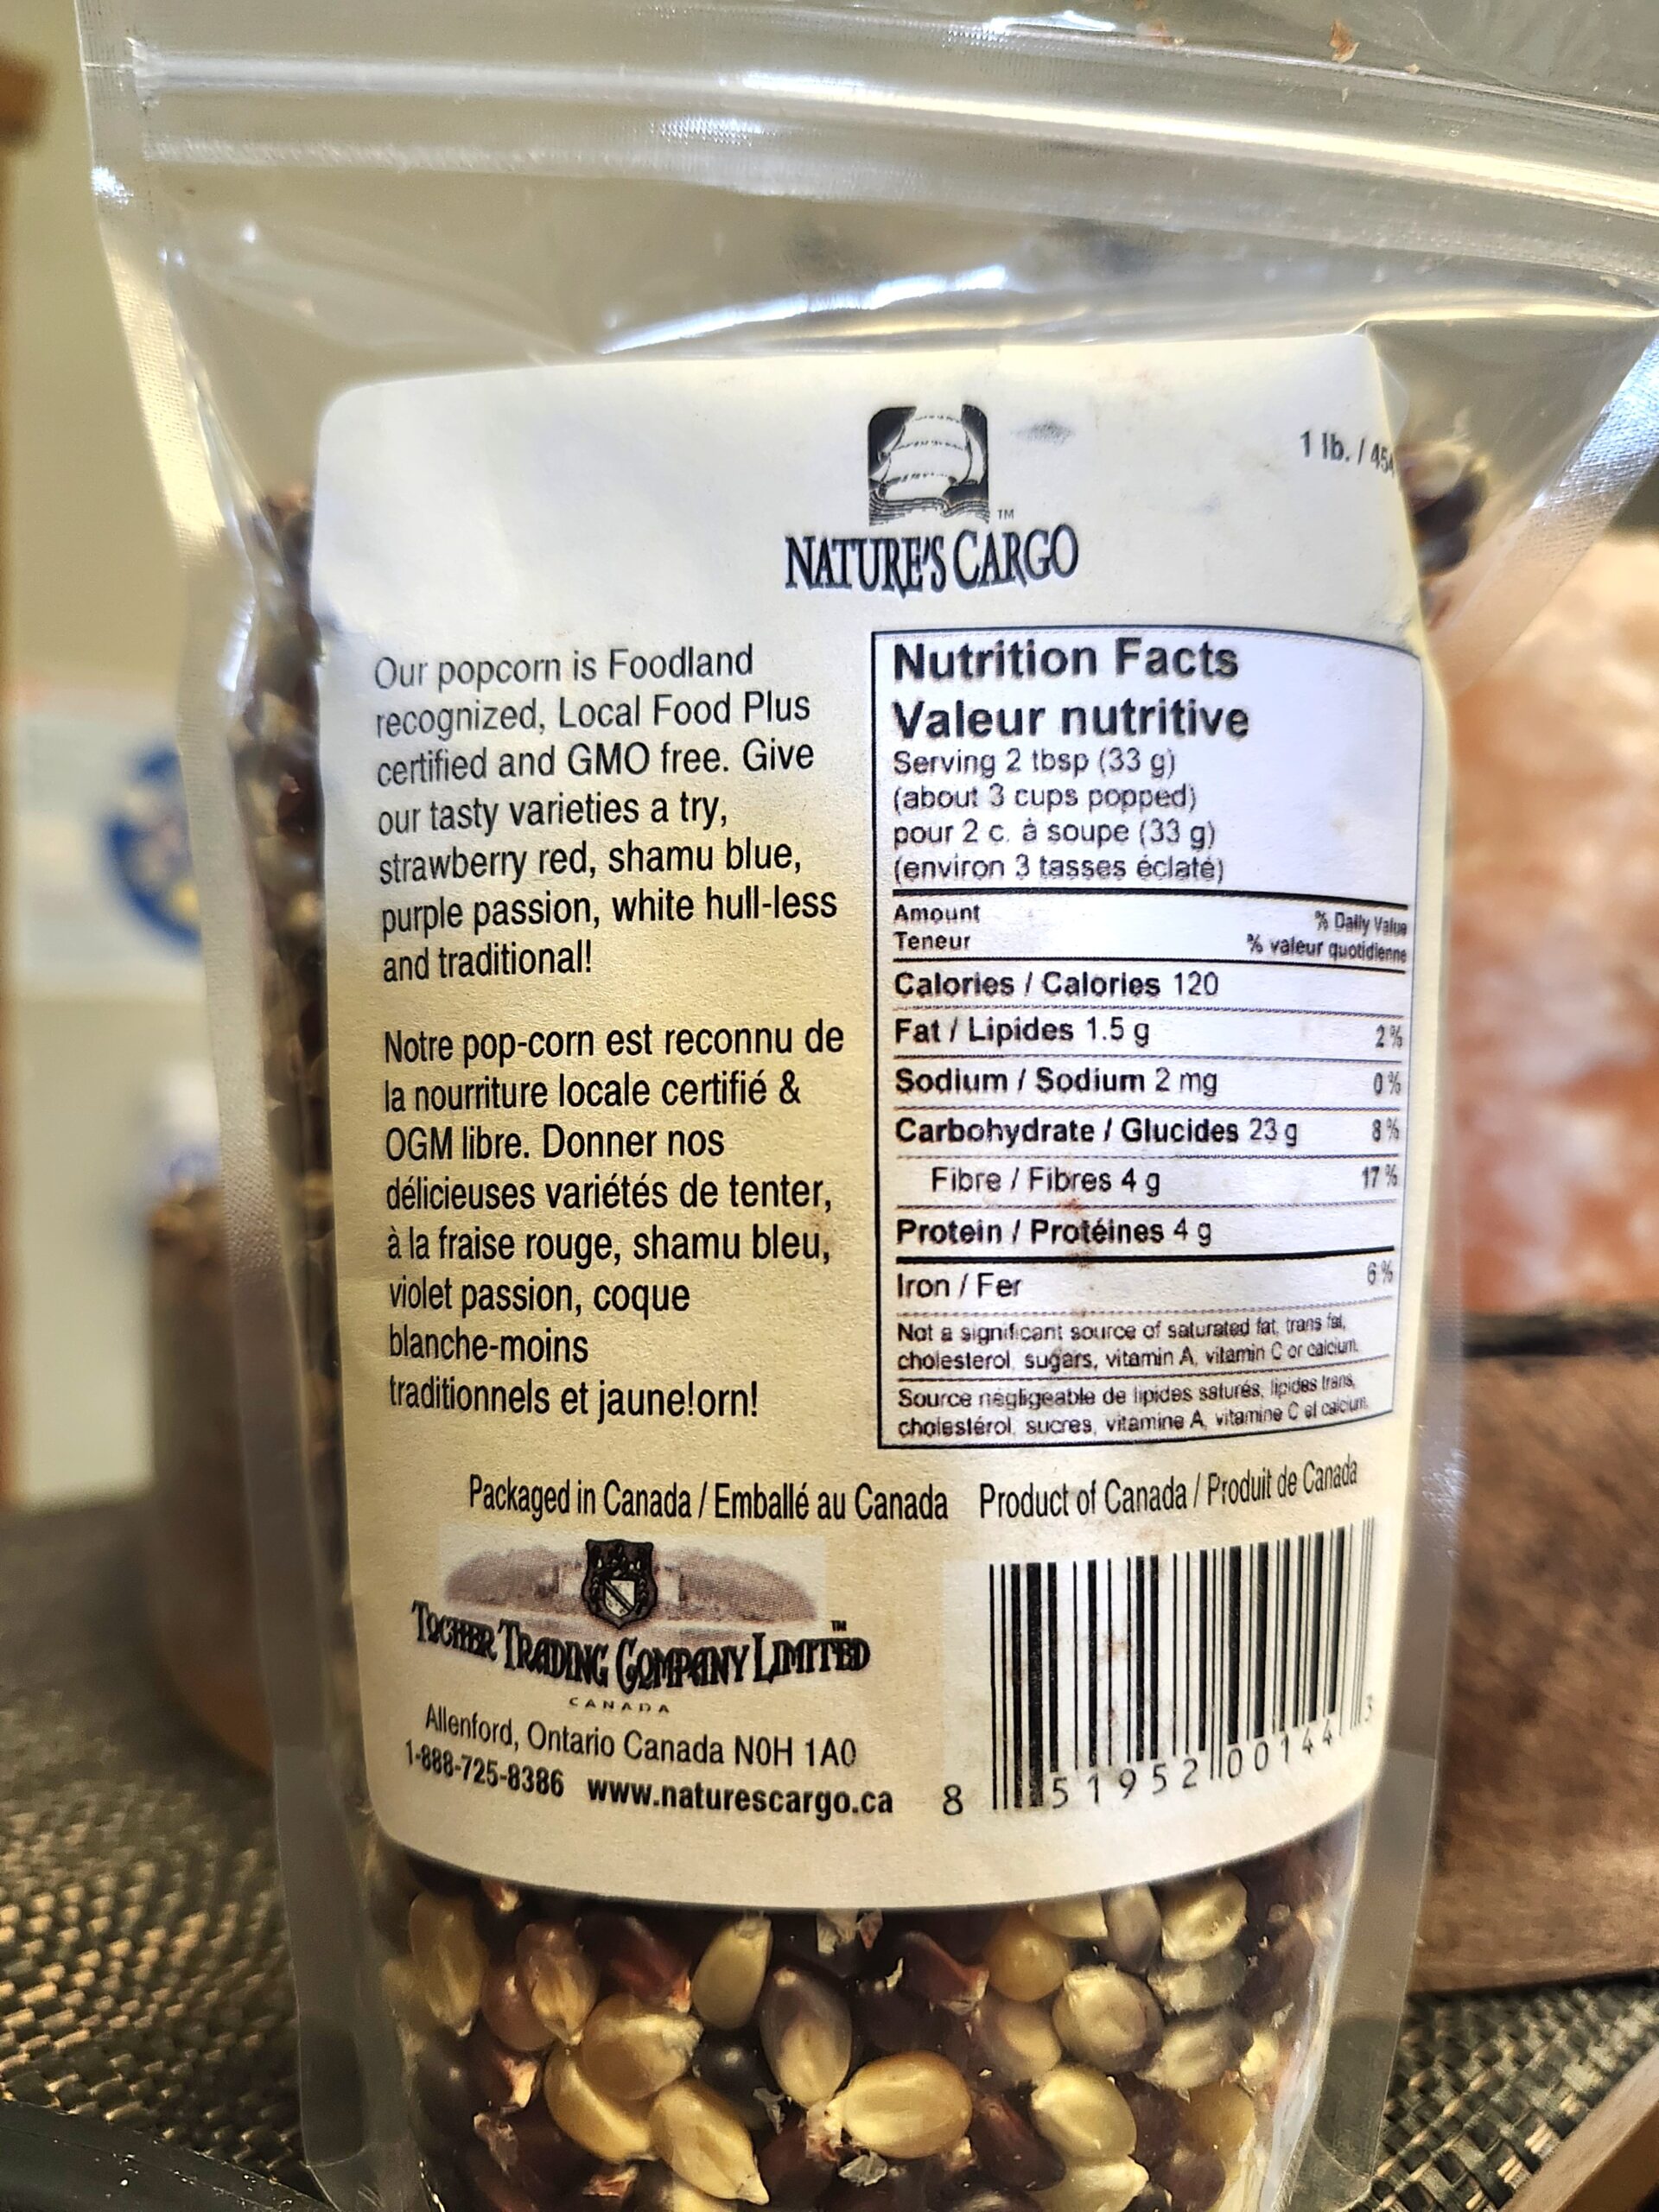 1 lb. / 454
TM
NATURE'S CARGO
Our popcorn is Foodland
recognized, Local Food Plus
certified and GMO free. Give
our tasty varieties a try,
strawberry red, shamu blue,
purple passion, white hull-less
and traditional!
Notre pop-corn est reconnu de
la nourriture locale certifié &
OGM libre. Donner nos
délicieuses variétés de tenter,
à la fraise rouge, shamu bleu,
violet passion, coque
blanche-moins
traditionnels et jaune!orn!
Nutrition Facts
Valeur nutritive
Serving 2 tbsp (33 g)
(about 3 cups popped)
pour 2 c. à soupe (33 g)
(environ 3 tasses éclaté)
Amount % Daily Value
Teneur % valeur quotidienne
Calories / Calories 120
Fat / Lipides 1.5 g 2 %
Sodium / Sodium 2 mg 0 %
Carbohydrate / Glucides 23 g 8 %
Fibre / Fibres 4 g 17 %
Protein / Protéines 4 g
Iron / Fer 6 %
Not a significant source of saturated fat, trans fat,
cholesterol, sugars, vitamin A, vitamin C or calcium.
Source négligeable de lipides saturés, lipides trans,
cholestérol, sucres, vitamine A, vitamine C et calcium.
Packaged in Canada / Emballé au Canada Product of Canada / Produit de Canada
TOCHER TRADING COMPANY LIMITED TM
CANADA
Allenford, Ontario Canada N0H 1A0
1-888-725-8386 www.naturescargo.ca
8 51952 00144 3